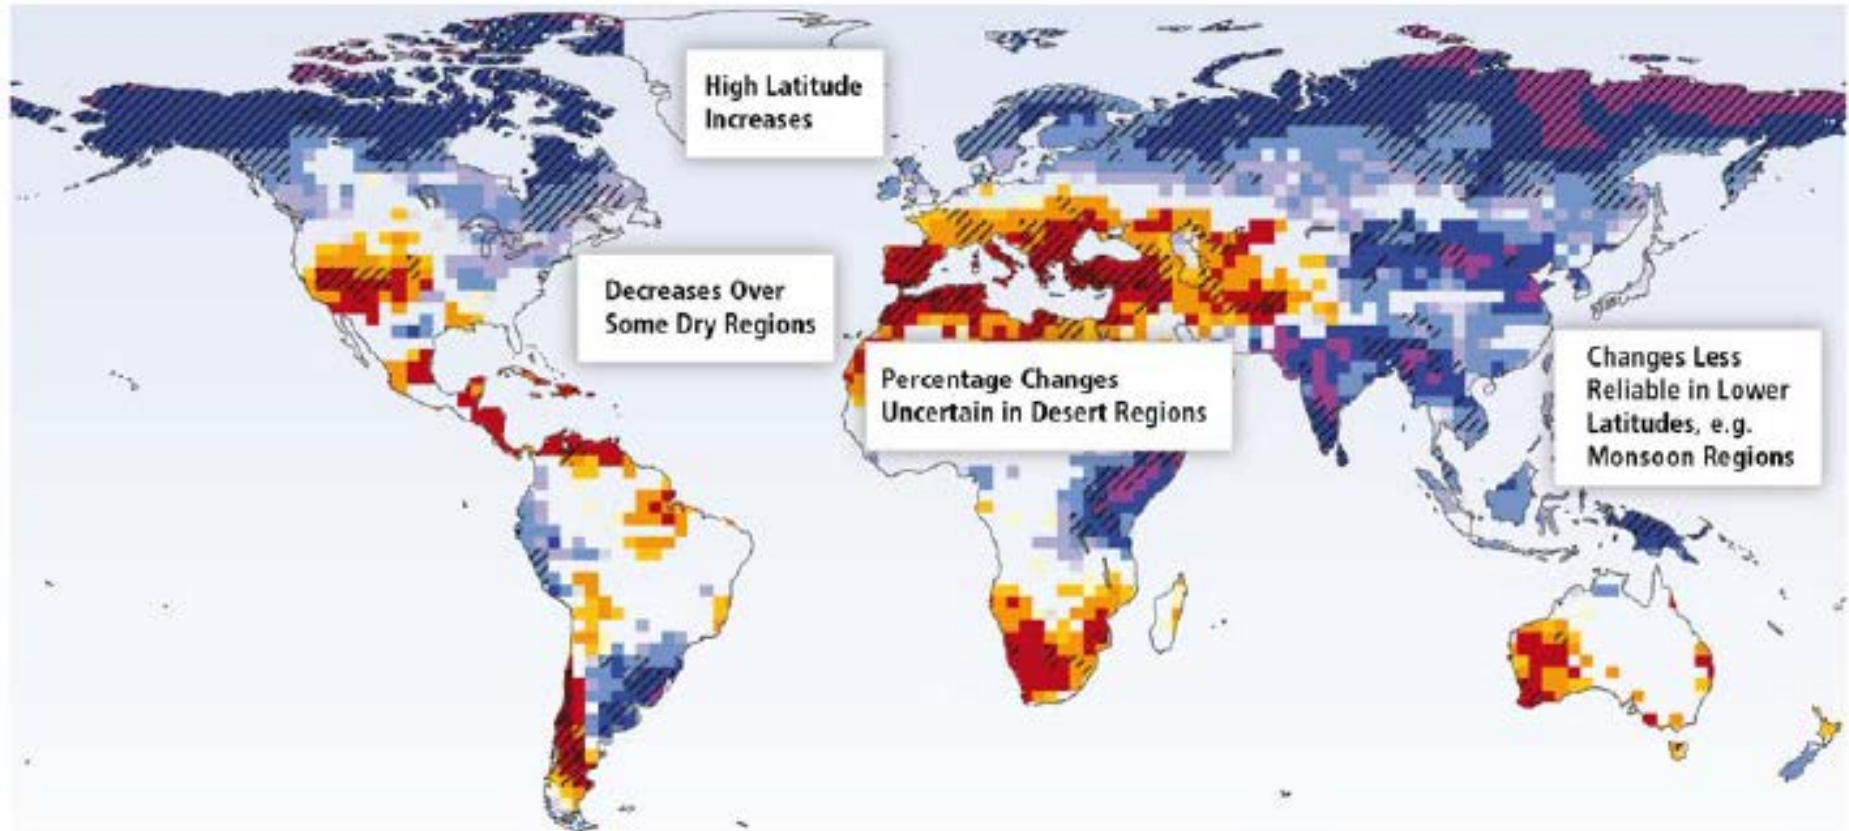 High Latitude
Increases
Decreases Over
Some Dry Regions
Percentage Changes
Uncertain in Desert Regions
Changes Less
Reliable in Lower
Latitudes, e.g.
Monsoon Regions